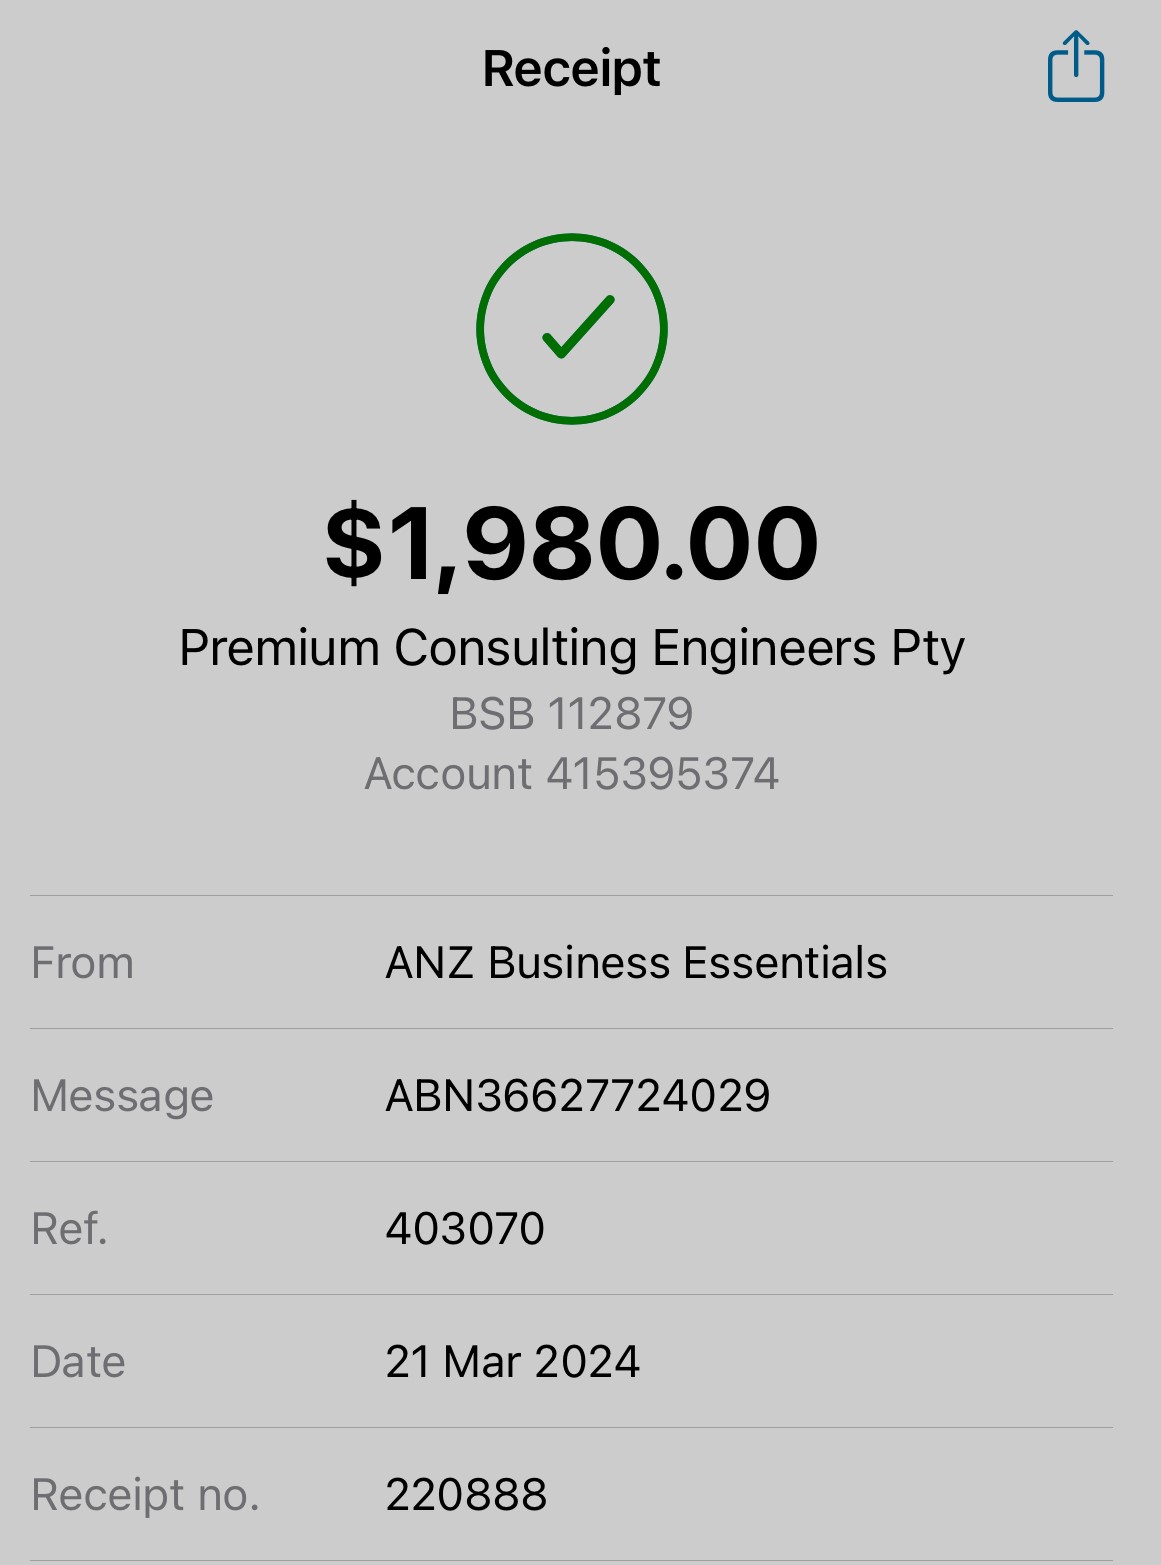 Receipt
$1,980.00
Premium Consulting Engineers Pty
BSB 112879
Account 415395374
From ANZ Business Essentials
Message ABN36627724029
Ref. 403070
Date 21 Mar 2024
Receipt no. 220888